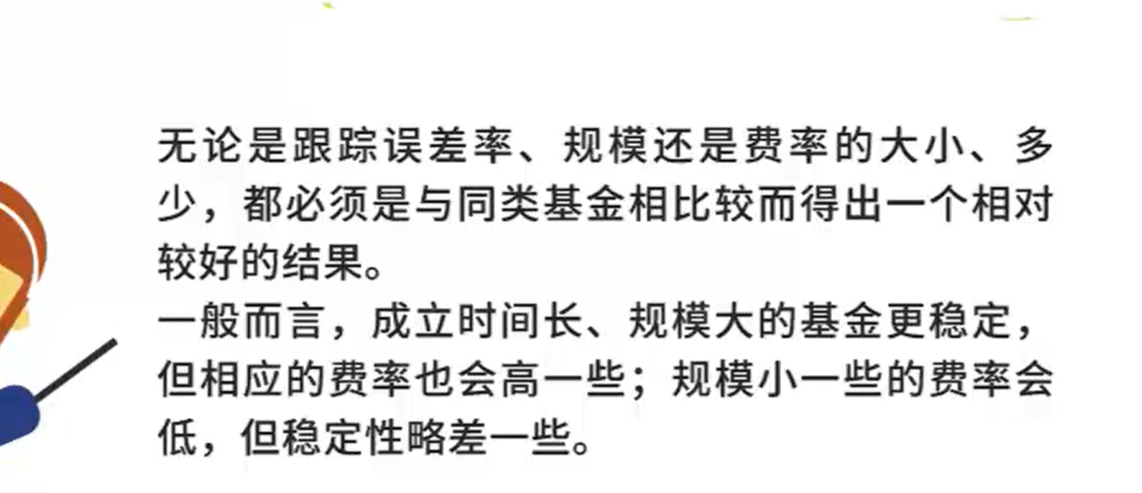 无论是跟踪误差率、规模还是费率的大小、多
少，都必须是与同类基金相比较而得出一个相对
较好的结果。
一般而言，成立时间长、规模大的基金更稳定，
但相应的费率也会高一些；规模小一些的费率会
低，但稳定性略差一些。